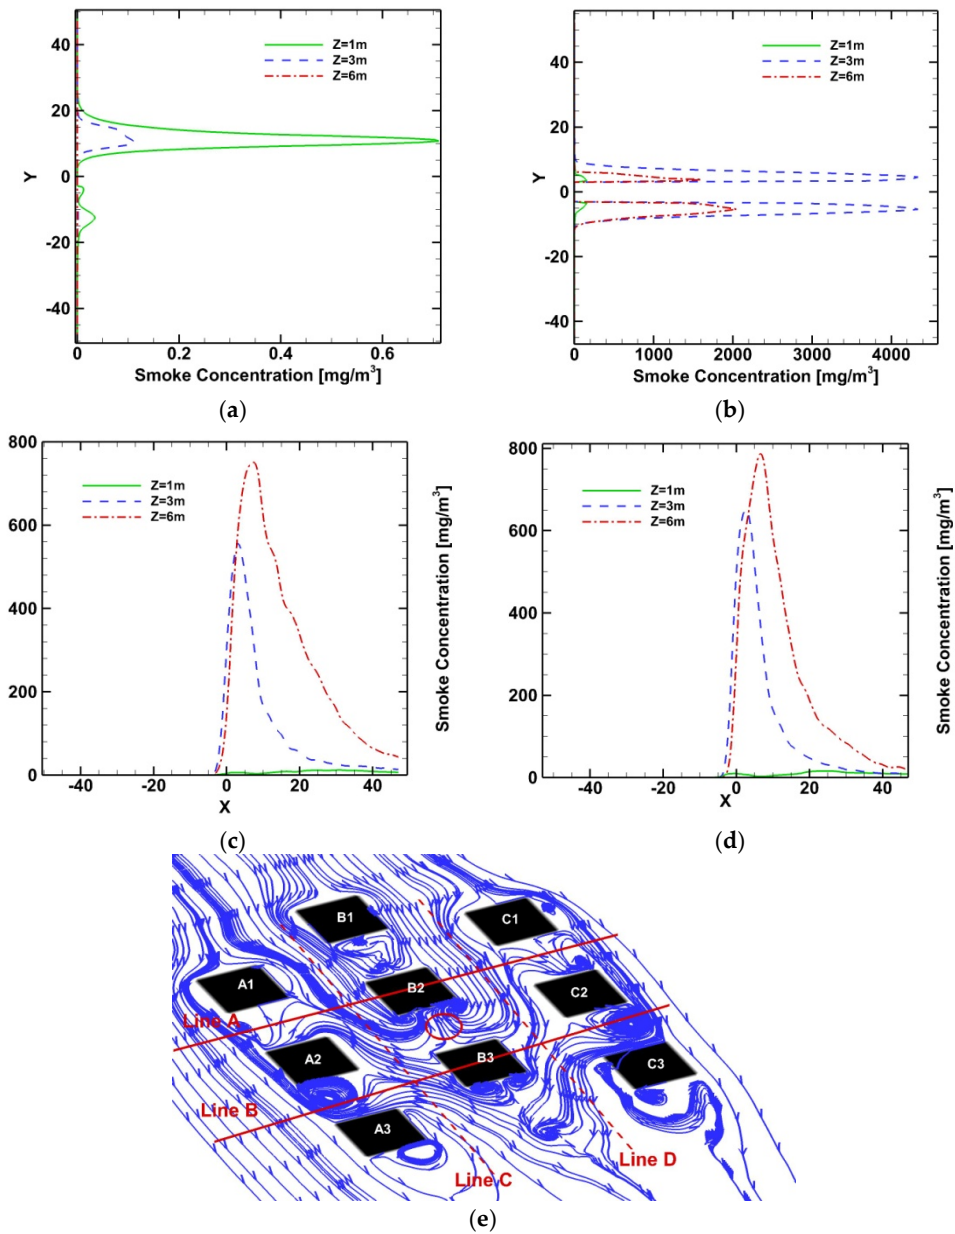 Z=1m
Z=3m
Z=6m
40
20
0
-20
-40
Y
0 0.2 0.4 0.6
Smoke Concentration [mg/m³]
(a)
Z=1m
Z=3m
Z=6m
40
20
0
-20
-40
Y
0 1000 2000 3000 4000
Smoke Concentration [mg/m³]
(b)
800
600
400
200
0
Z=1m
Z=3m
Z=6m
-40 -20 0 20 40
X
Smoke Concentration [mg/m³]
(c)
800
600
400
200
0
Z=1m
Z=3m
Z=6m
-40 -20 0 20 40
X
Smoke Concentration [mg/m³]
(d)
B1 C1
A1 B2 C2
Line A
A2 B3 C3
Line B
A3
Line C
Line D
(e)